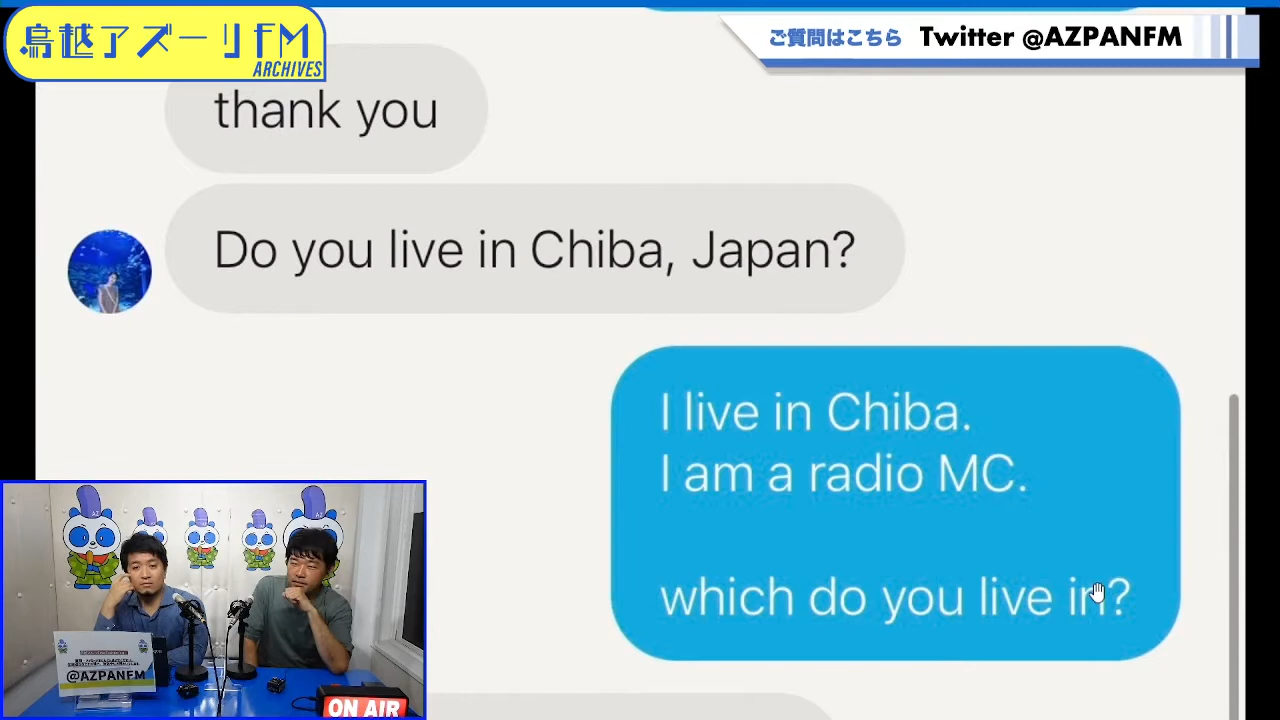 鳥越アズーリFM
ARCHIVES
ご質問はこちら Twitter @AZPANFM
thank you
Do you live in Chiba, Japan?
I live in Chiba.
I am a radio MC.
which do you live in?
@AZPANFM
ON AIR